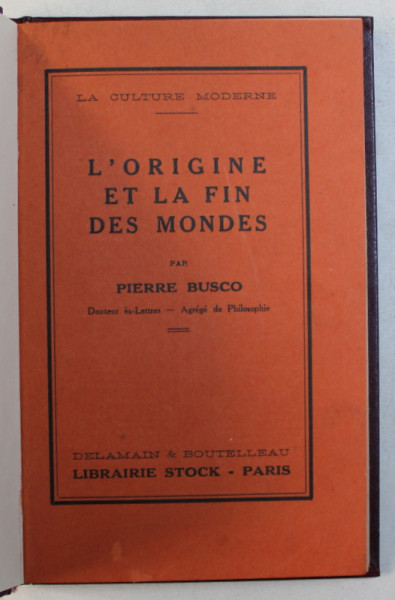 LA CULTURE MODERNE
L'ORIGINE
ET LA FIN
DES MONDES
PAR
PIERRE BUSCO
Docteur ès-Lettres — Agrégé de Philosophie
DELAMAIN & BOUTELLEAU
LIBRAIRIE STOCK - PARIS